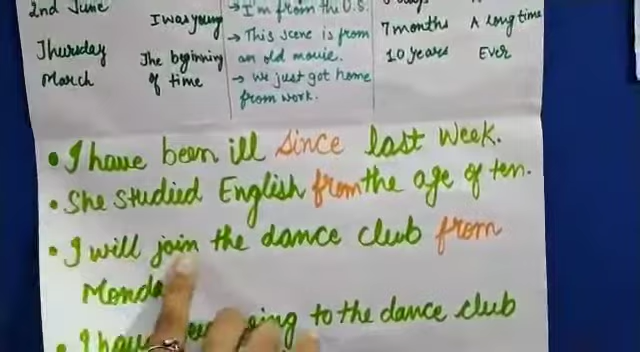 2nd June
I was young
→ I'm from the U.S.
7 months
A long time
Thursday
The beginning
→ This scene is from
10 years
Ever
March
of time
an old movie.
→ We just got home
from work.
• I have been ill since last week.
• She studied English from the age of ten.
• I will join the dance club from
• I to the dance club